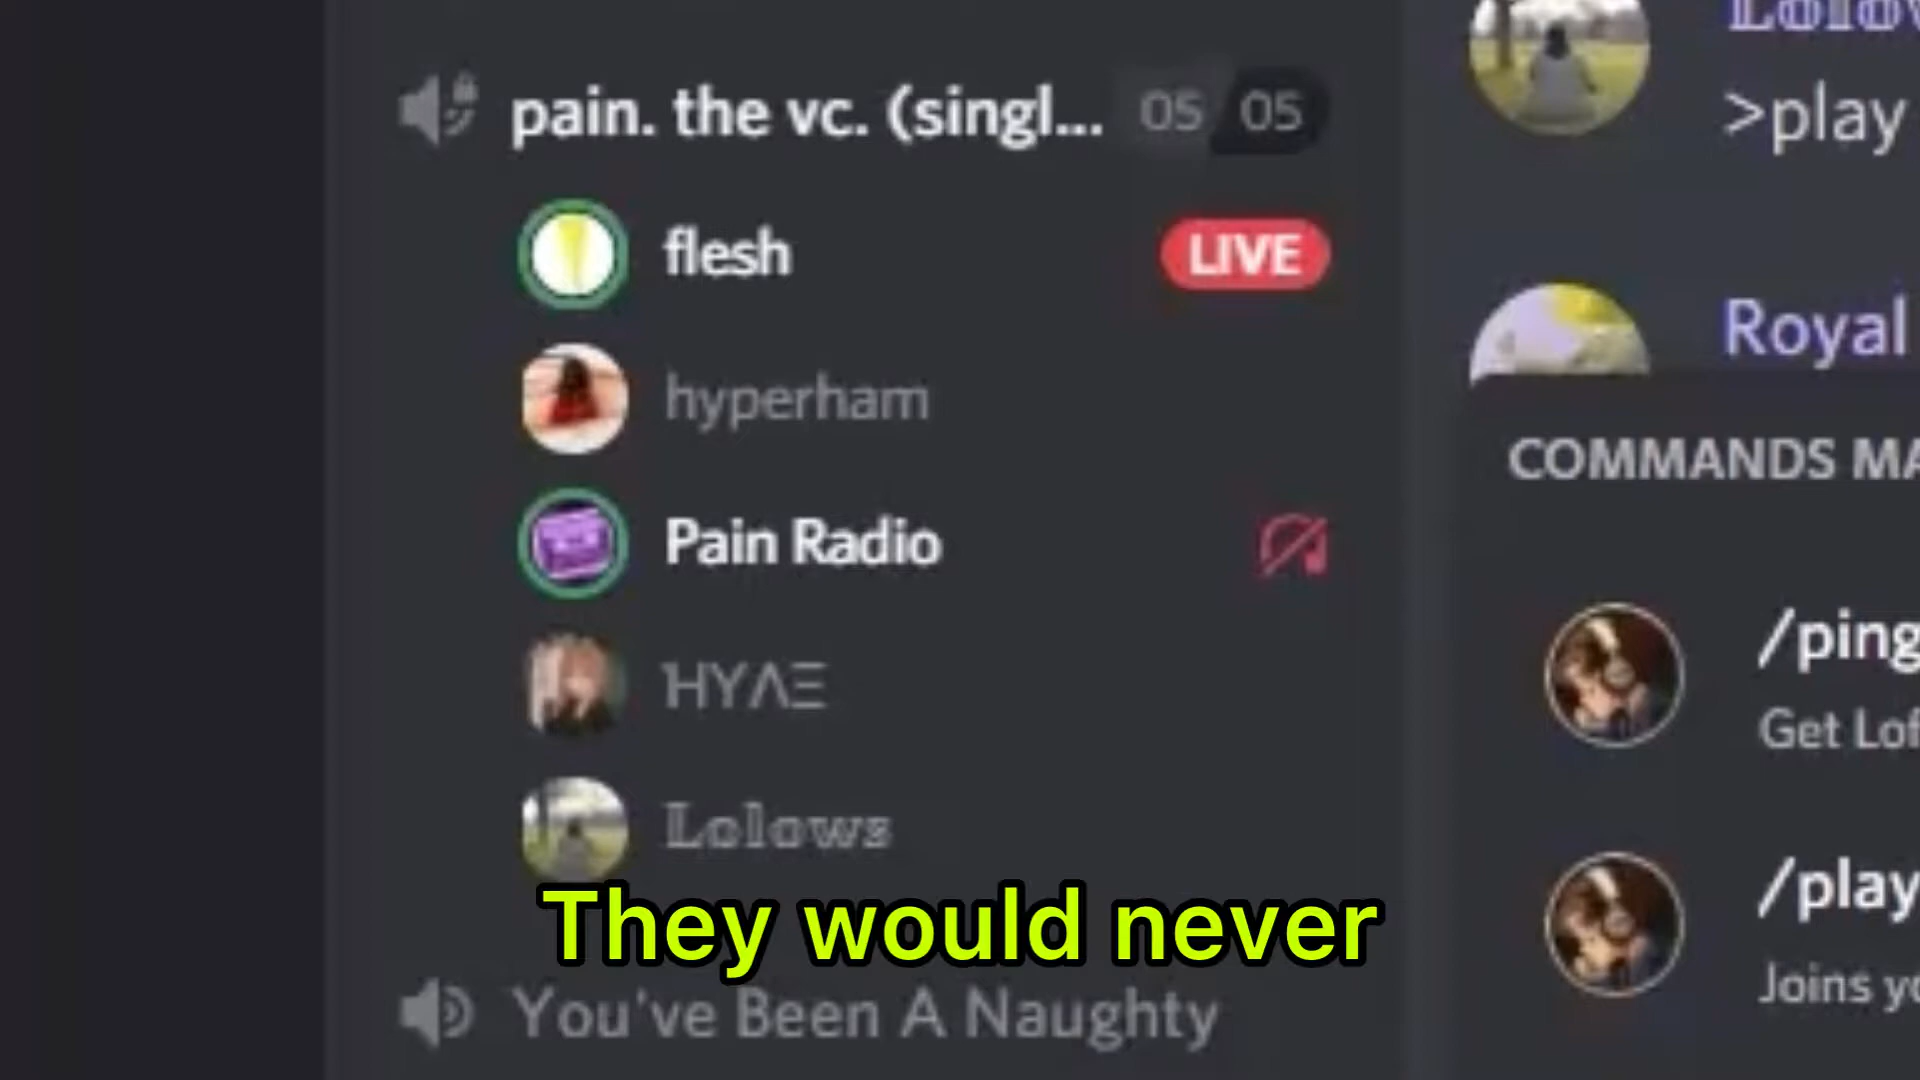 pain. the vc. (singl... 05 05
flesh LIVE
hyperham
Pain Radio
HYΛΞ
𝕃𝕠𝕝𝕠𝕨𝕤
They would never
You've Been A Naughty
>play
Royal
COMMANDS MA
/ping
Get Lof
/play
Joins yo